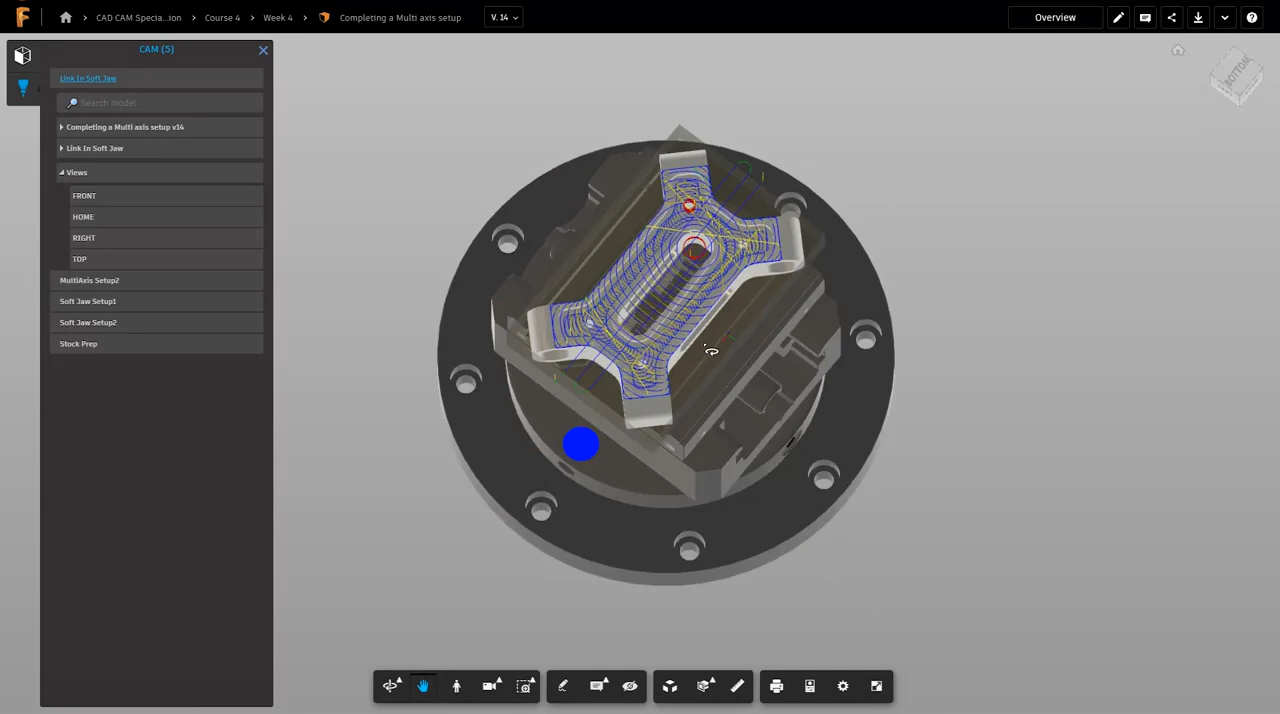 CAD CAM Specia...ion > Course 4 > Week 4 > Completing a Multi axis setup V. 14 Overview
CAM (5)
Link In Soft Jaw
Search model
Completing a Multi axis setup v14
Link In Soft Jaw
Views
FRONT
HOME
RIGHT
TOP
MultiAxis Setup2
Soft Jaw Setup1
Soft Jaw Setup2
Stock Prep
BOTTOM